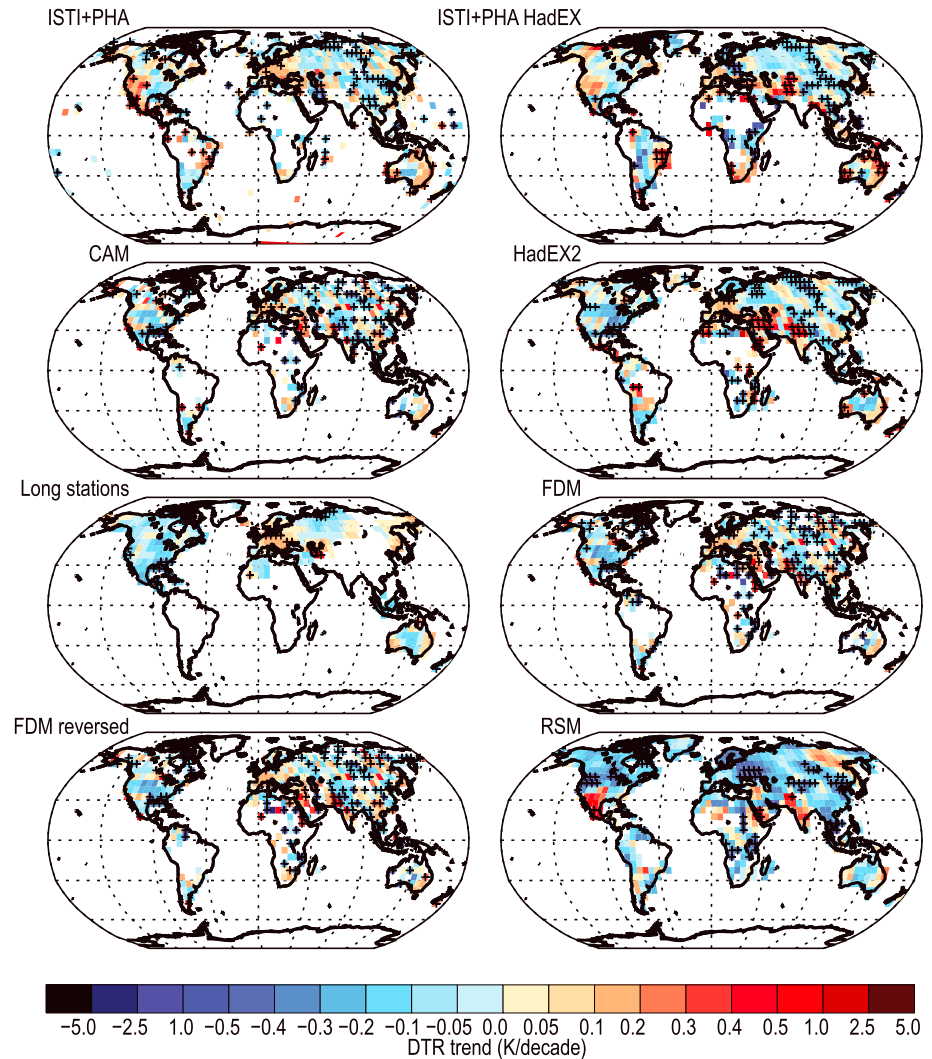 ISTI+PHA
ISTI+PHA HadEX
CAM
HadEX2
Long stations
FDM
FDM reversed
RSM
−5.0 −2.5 1.0 −0.5 −0.4 −0.3 −0.2 −0.1 −0.05 0.0 0.05 0.1 0.2 0.3 0.4 0.5 1.0 2.5 5.0
DTR trend (K/decade)